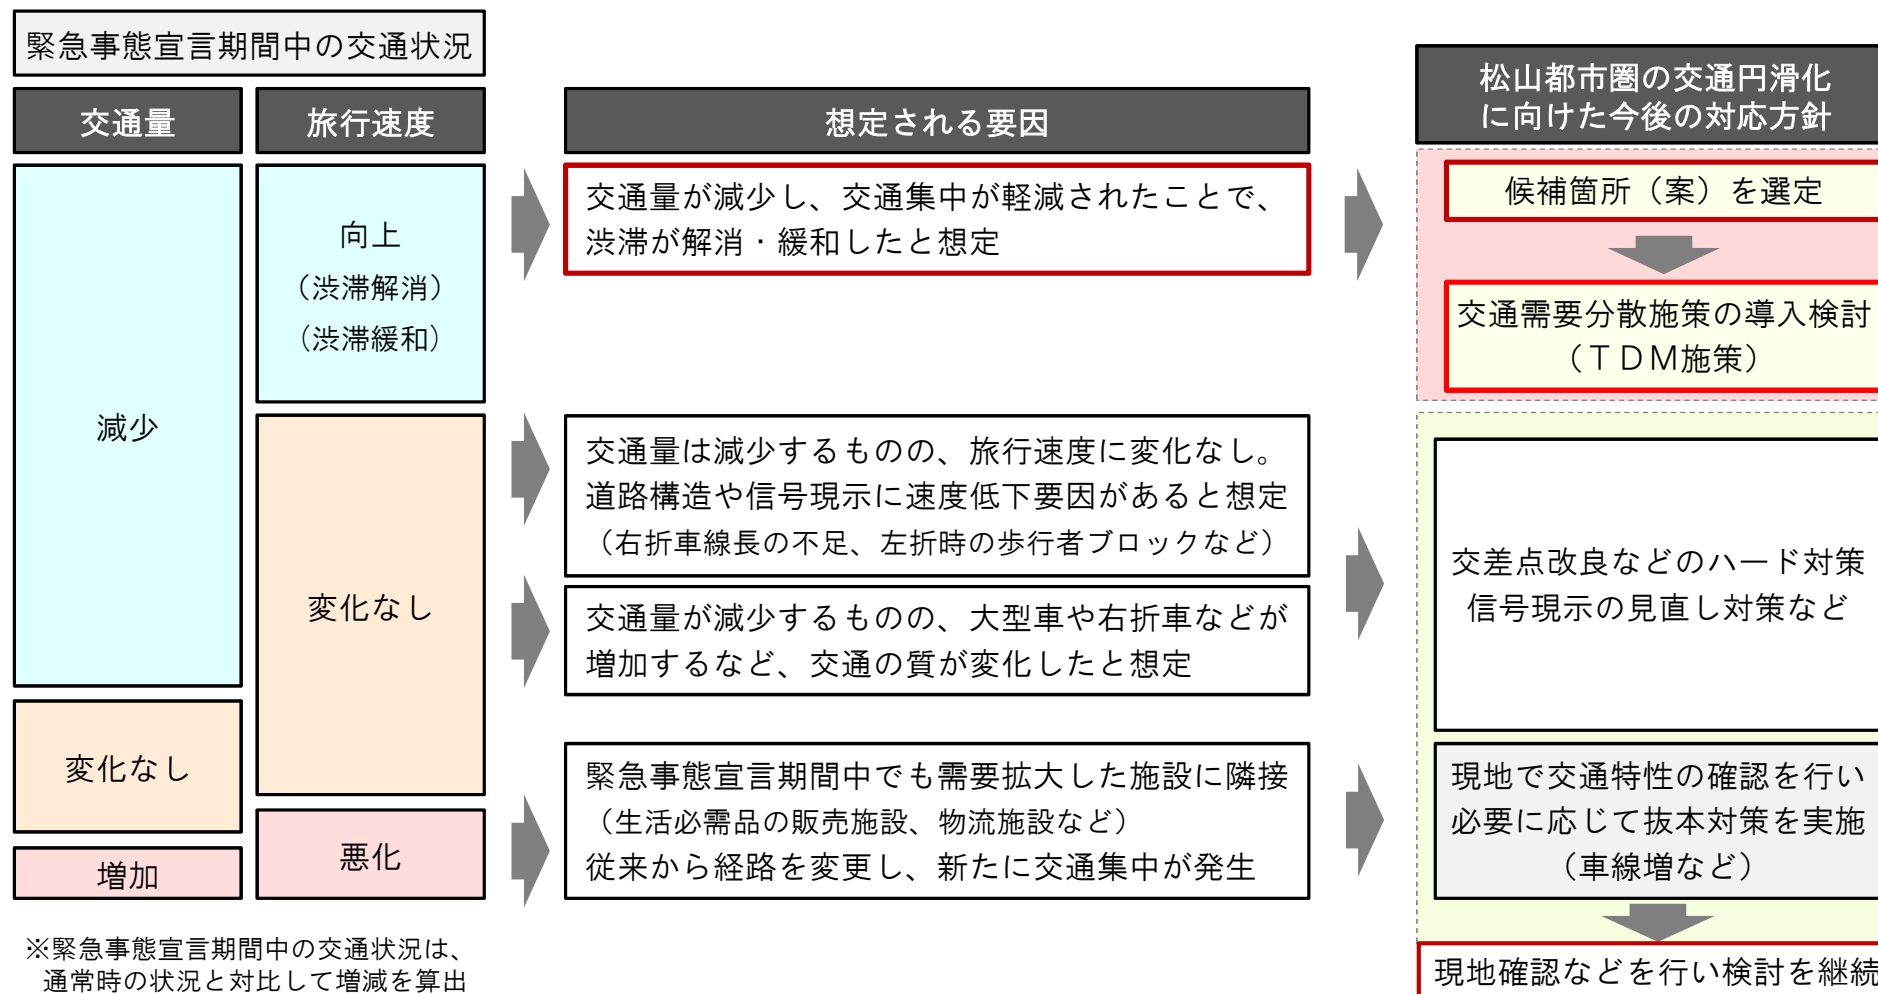 緊急事態宣言期間中の交通状況
交通量
旅行速度
想定される要因
松山都市圏の交通円滑化
に向けた今後の対応方針
減少
向上
（渋滞解消）
（渋滞緩和）
交通量が減少し、交通集中が軽減されたことで、
渋滞が解消・緩和したと想定
候補箇所（案）を選定
交通需要分散施策の導入検討
（ＴＤＭ施策）
変化なし
交通量は減少するものの、旅行速度に変化なし。
道路構造や信号現示に速度低下要因があると想定
（右折車線長の不足、左折時の歩行者ブロックなど）
交通量が減少するものの、大型車や右折車などが
増加するなど、交通の質が変化したと想定
交差点改良などのハード対策
信号現示の見直し対策など
変化なし
増加
悪化
緊急事態宣言期間中でも需要拡大した施設に隣接
（生活必需品の販売施設、物流施設など）
従来から経路を変更し、新たに交通集中が発生
現地で交通特性の確認を行い
必要に応じて抜本対策を実施
（車線増など）
現地確認などを行い検討を継続
※緊急事態宣言期間中の交通状況は、
通常時の状況と対比して増減を算出